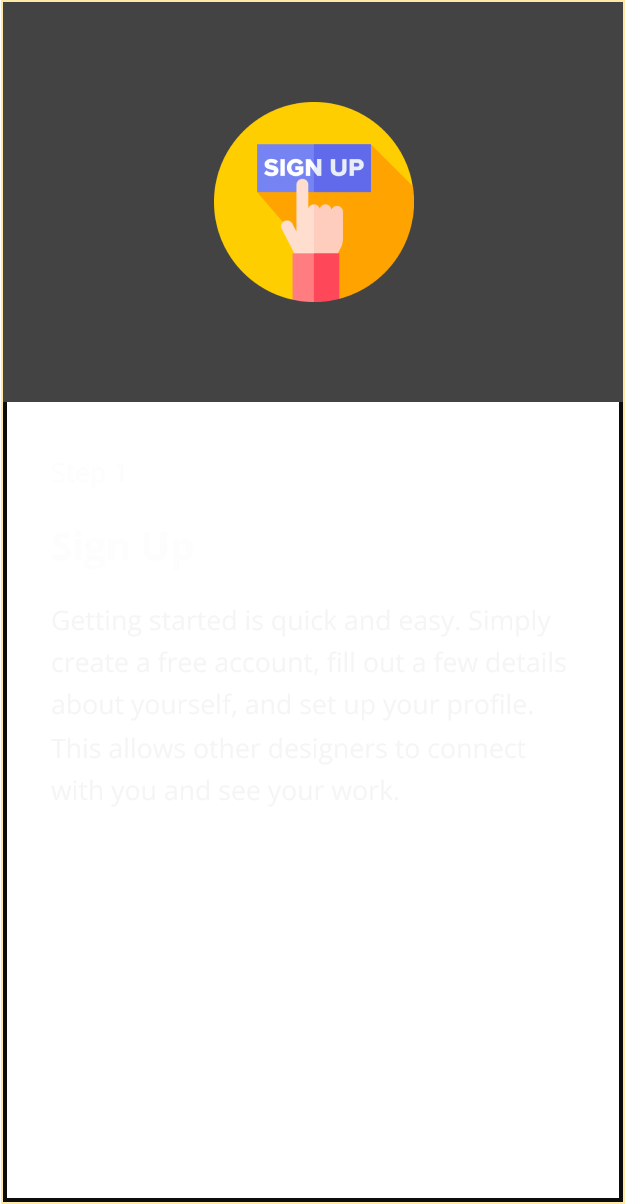 SIGN UP
Step 1
Sign Up
Getting started is quick and easy. Simply
create a free account, fill out a few details
about yourself, and set up your profile.
This allows other designers to connect
with you and see your work.